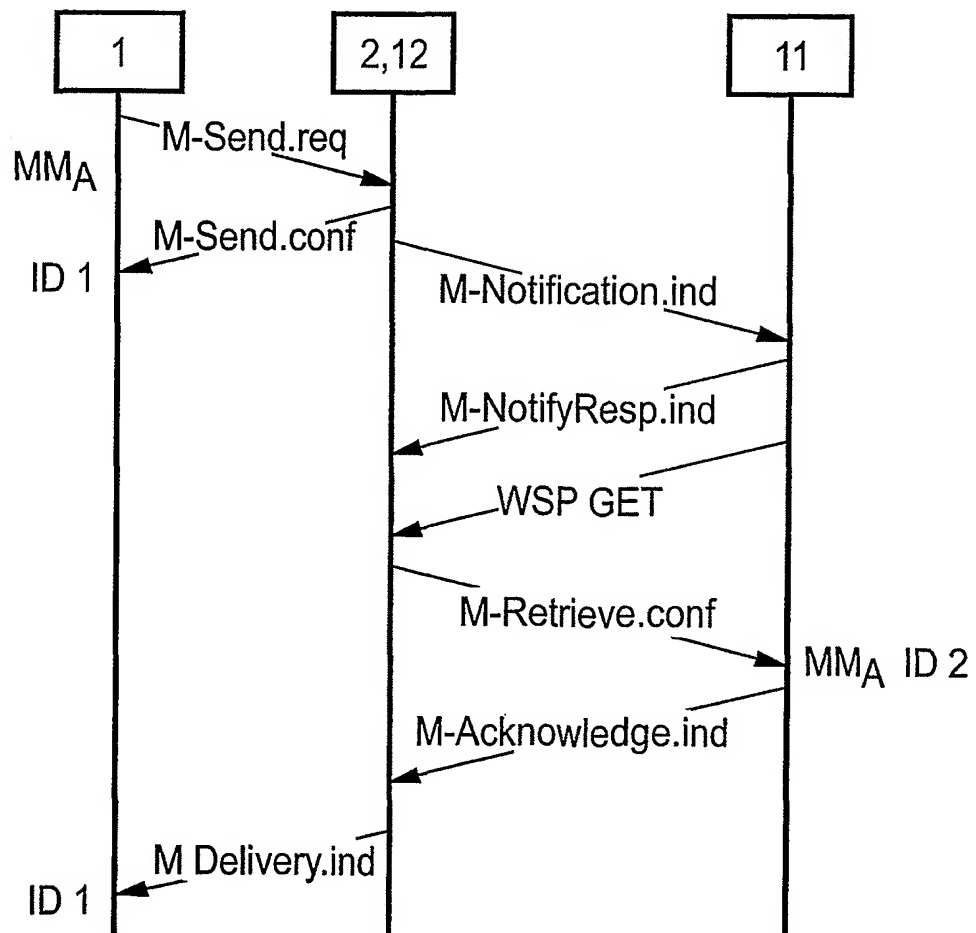 1
2,12
11
M-Send.req
MMA
M-Send.conf
ID 1
M-Notification.ind
M-NotifyResp.ind
WSP GET
M-Retrieve.conf
MMA ID 2
M-Acknowledge.ind
M Delivery.ind
ID 1